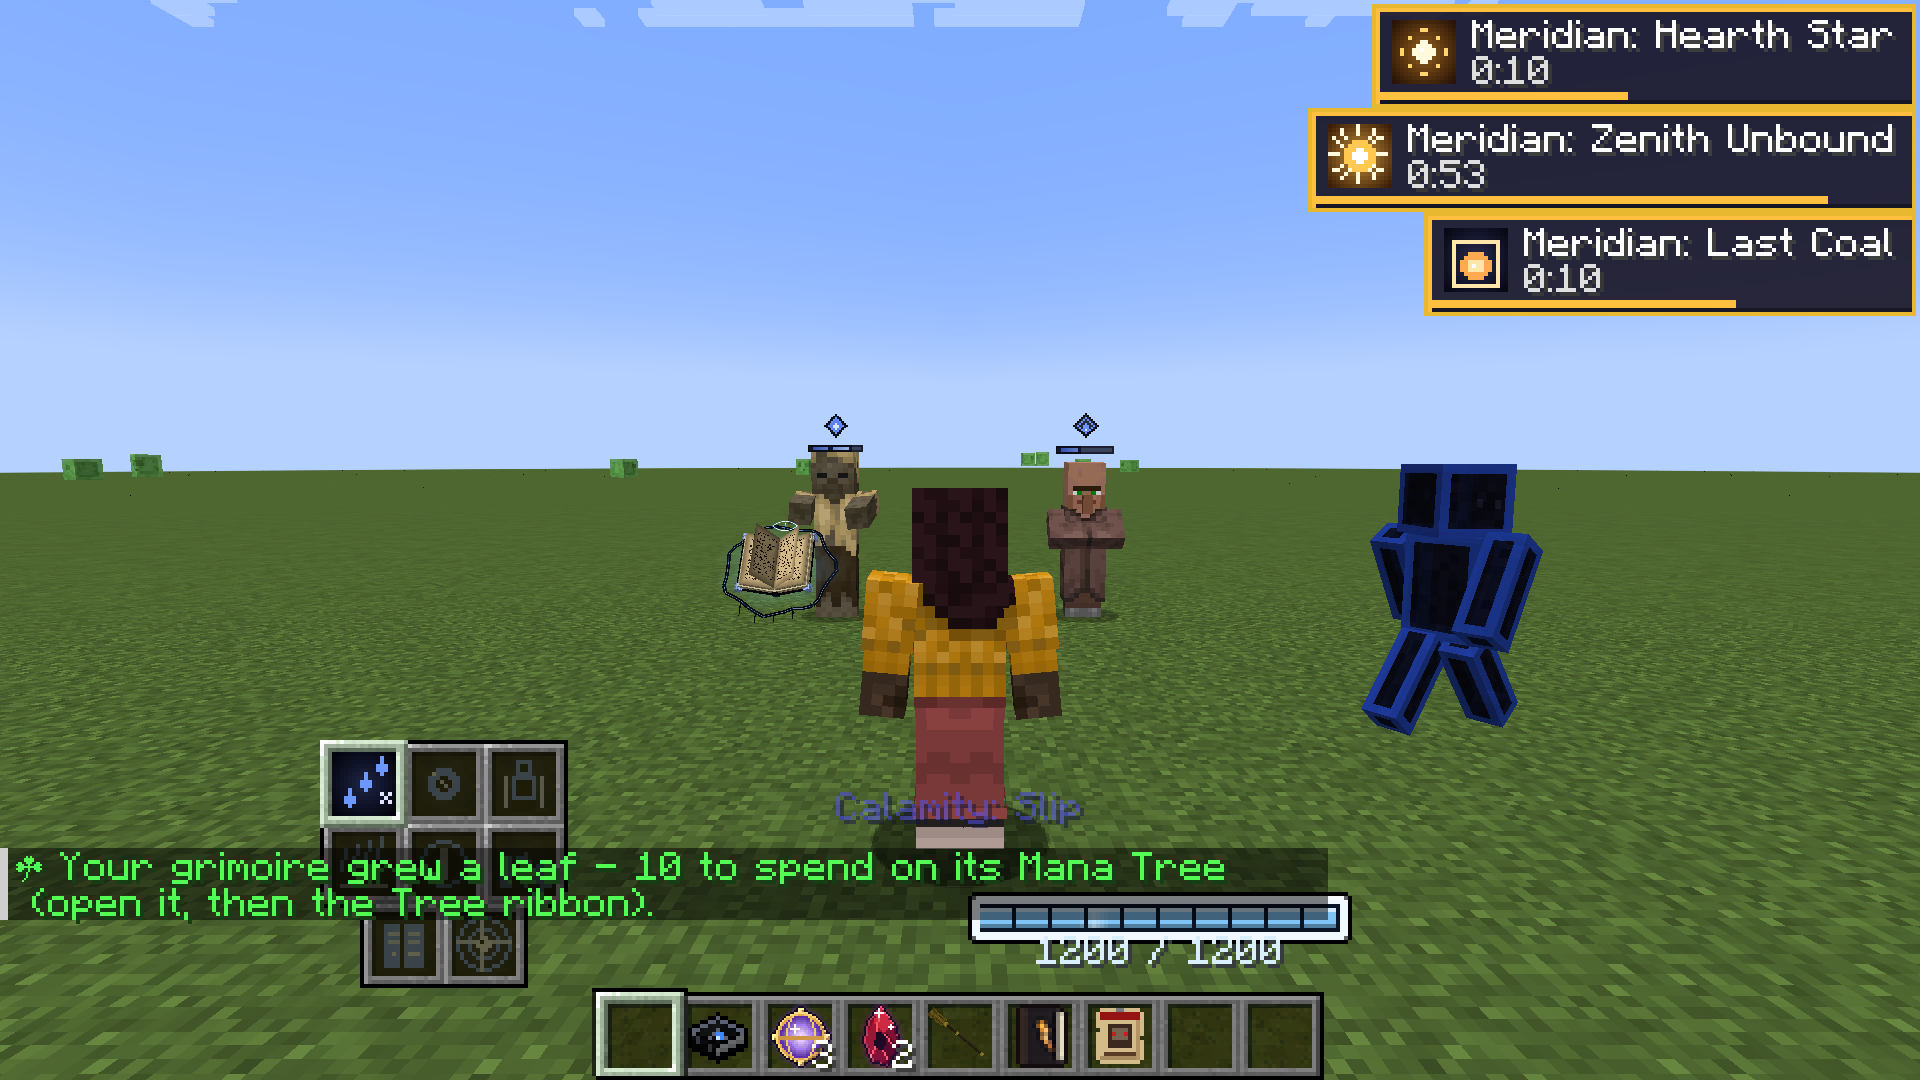 Meridian: Hearth Star
0:10
Meridian: Zenith Unbound
0:53
Meridian: Last Coal
0:10
Calamity: Slip
☘ Your grimoire grew a leaf – 10 to spend on its Mana Tree
(open it, then the Tree ribbon).
1200 / 1200
3
2